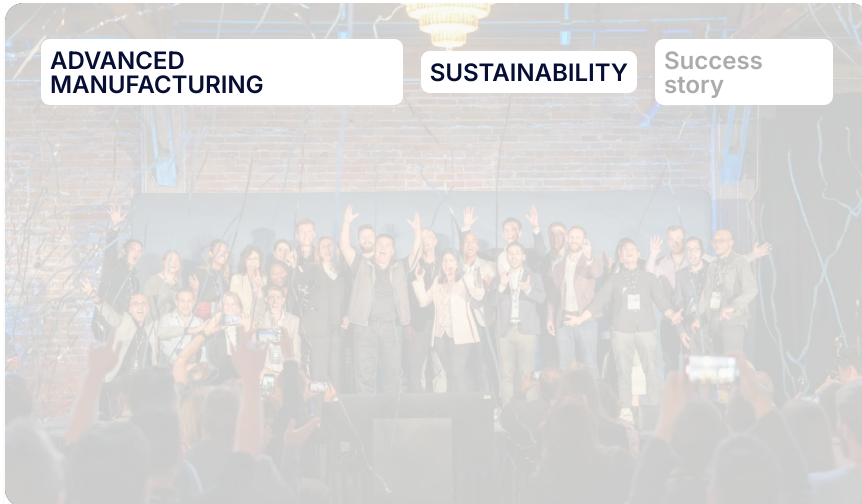 ADVANCED
MANUFACTURING
SUSTAINABILITY
Success
story